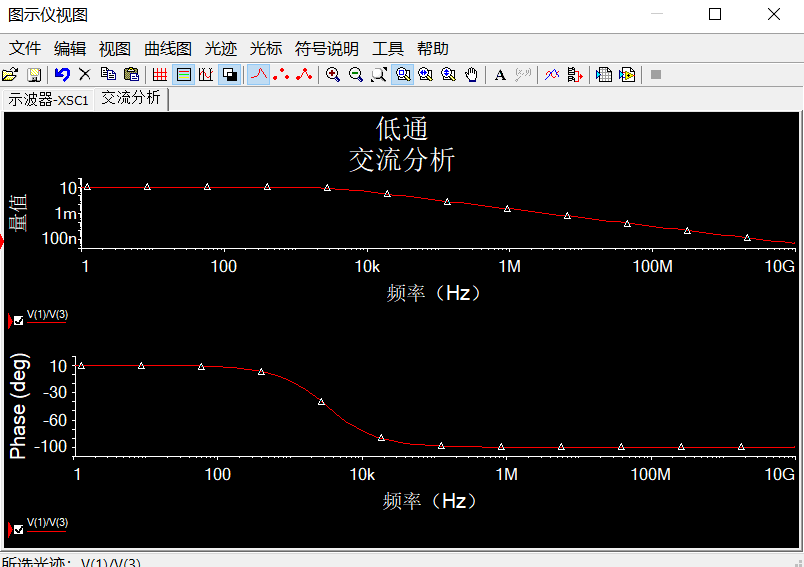 图示仪视图
文件 编辑 视图 曲线图 光迹 光标 符号说明 工具 帮助
示波器-XSC1 交流分析
低通
交流分析
量值
10
1m
100n
1 100 10k 1M 100M 10G
频率（Hz）
V(1)/V(3)
Phase (deg)
10
-30
-60
-100
1 100 10k 1M 100M 10G
频率（Hz）
V(1)/V(3)
所选光迹: V(1)/V(3)